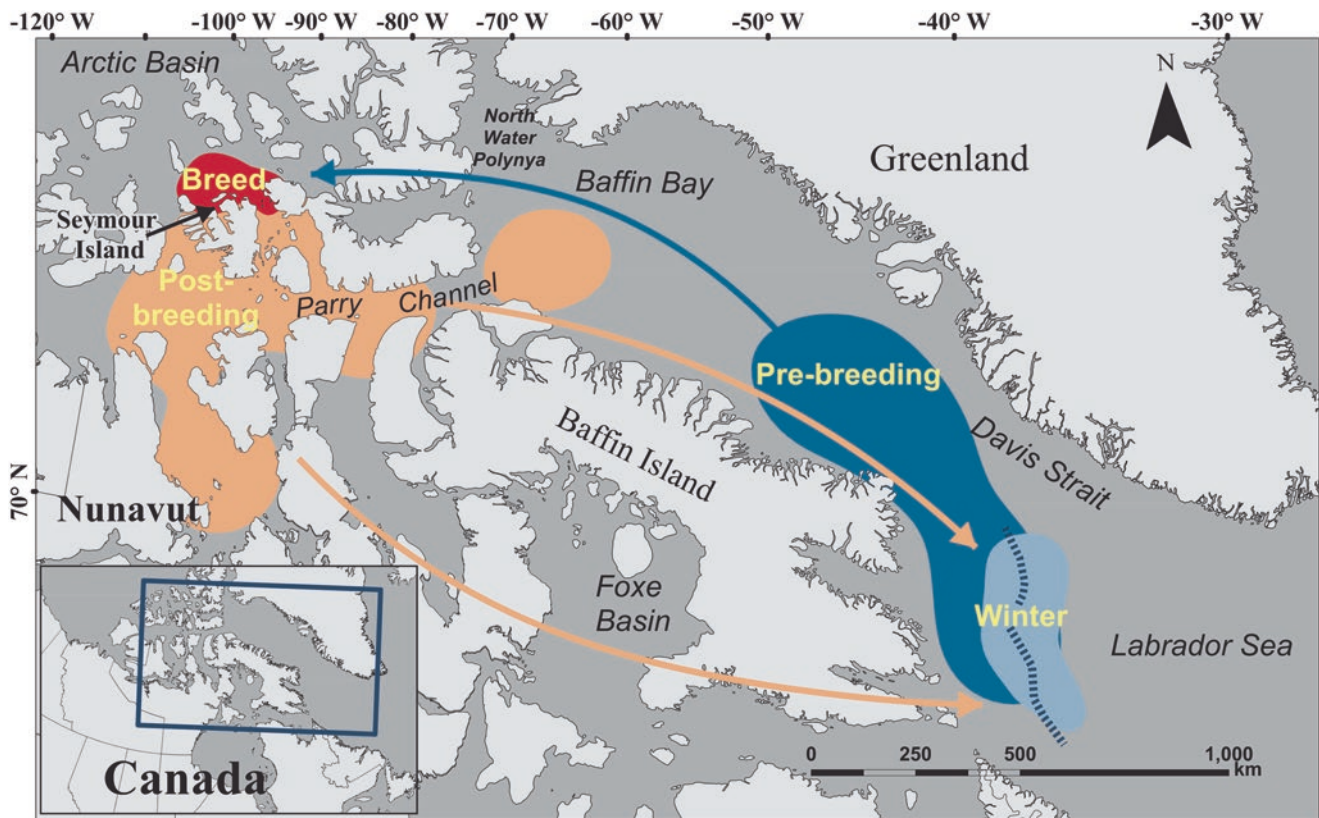 -120° W
-100° W
-90° W
-80° W
-70° W
-60° W
-50° W
-40° W
-30° W
Arctic Basin
N
North
Water
Polynya
Greenland
Breed
Baffin Bay
Seymour
Island
Post-
breeding
Parry
Channel
Pre-breeding
Baffin Island
Davis Strait
70° N
Nunavut
Foxe
Basin
Winter
Labrador Sea
Canada
0
250
500
1,000
km